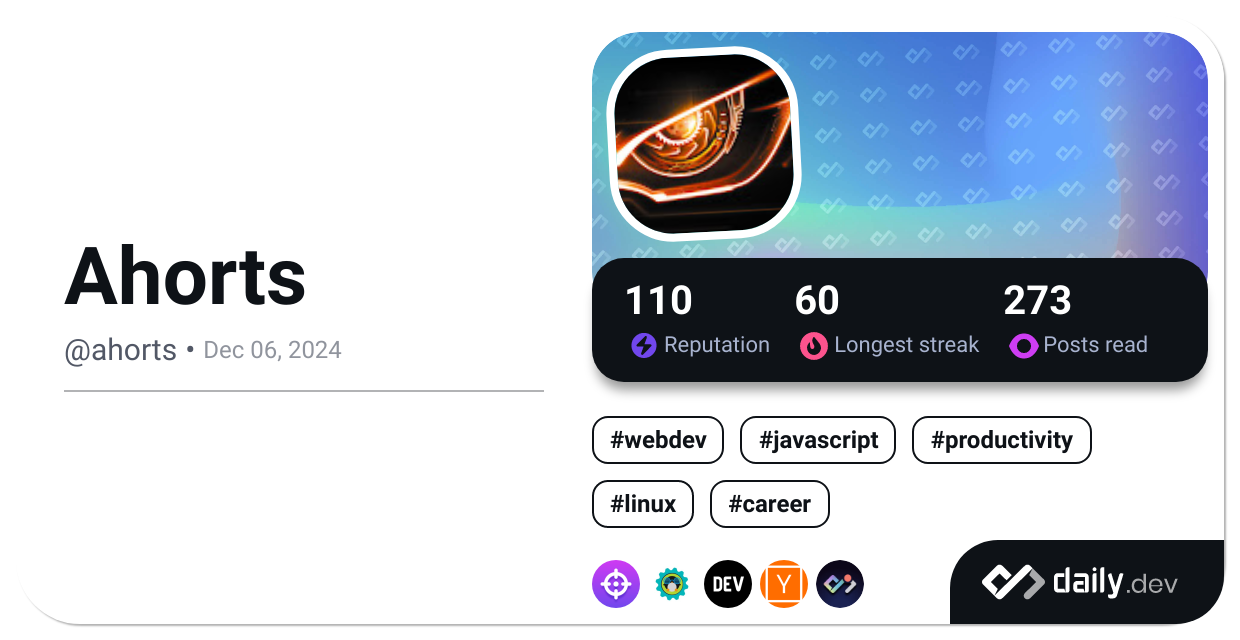 Ahorts
@ahorts • Dec 06, 2024
110 60 273
Reputation Longest streak Posts read
#webdev #javascript #productivity
#linux #career
DEV Y
daily.dev